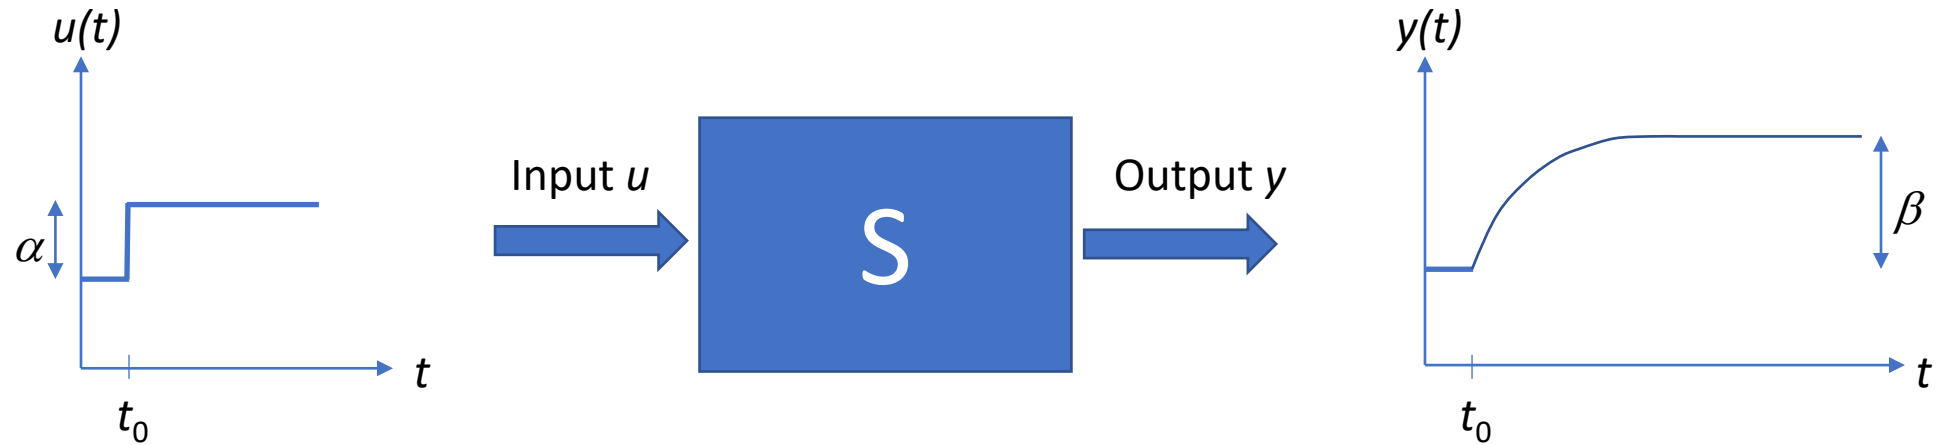 u(t)
α
t
t₀
Input u
S
Output y
y(t)
β
t
t₀